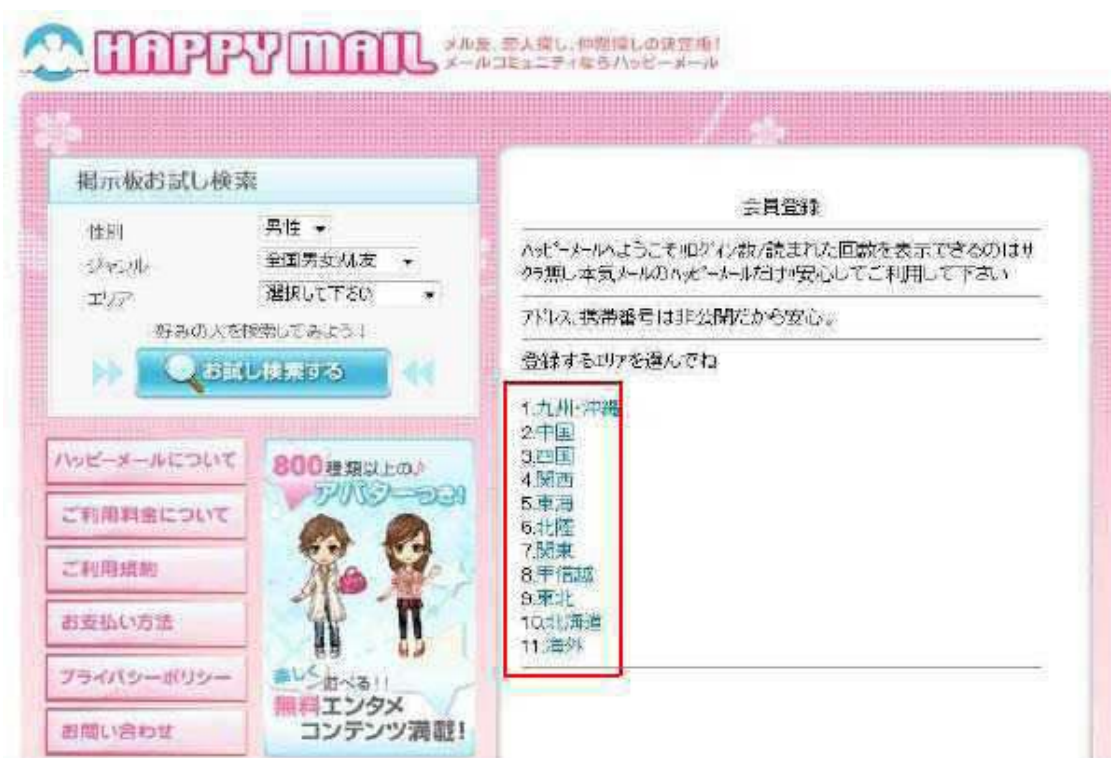 HAPPY MAIL
メル友、恋人探し、仲間探しの決定版!
メールコミュニティならハッピーメール
掲示板お試し検索
性別
男性
ジャンル
全国男女メル友
エリア
選択して下さい
好みの人を検索してみよう!
お試し検索する
ハッピーメールについて
ご利用料金について
ご利用規約
お支払い方法
プライバシーポリシー
お問い合わせ
800種類以上の♪
アバターつき!
楽しく遊べる!!
無料エンタメ
コンテンツ満載!
会員登録
ハッピーメールへようこそ!!ログイン数/読まれた回数を表示できるのはサ
クラ無し本気メールのハッピーメールだけ!!安心してご利用して下さい
アドレス、携帯番号は非公開だから安心。
登録するエリアを選んでね
1.九州・沖縄
2.中国
3.四国
4.関西
5.東海
6.北陸
7.関東
8.甲信越
9.東北
10.北海道
11.海外